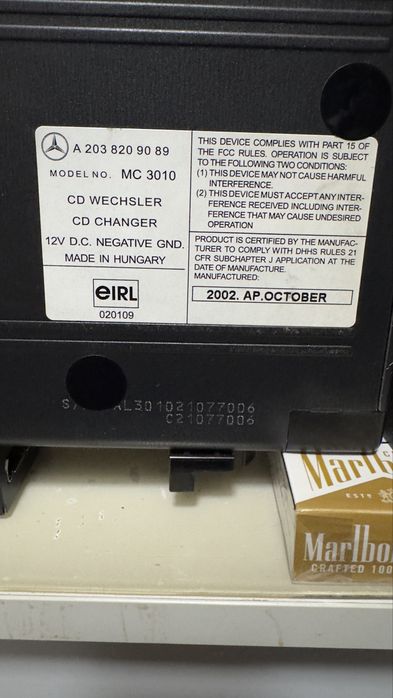 A 203 820 90 89
MODEL NO. MC 3010
CD WECHSLER
CD CHANGER
12V D.C. NEGATIVE GND.
MADE IN HUNGARY
eIRL
020109
THIS DEVICE COMPLIES WITH PART 15 OF
THE FCC RULES. OPERATION IS SUBJECT
TO THE FOLLOWING TWO CONDITIONS:
(1) THIS DEVICE MAY NOT CAUSE HARMFUL
INTERFERENCE.
(2) THIS DEVICE MUST ACCEPT ANY INTER-
FERENCE RECEIVED INCLUDING INTER-
FERENCE THAT MAY CAUSE UNDESIRED
OPERATION
PRODUCT IS CERTIFIED BY THE MANUFAC-
TURER TO COMPLY WITH DHHS RULES 21
CFR SUBCHAPTER J APPLICATION AT THE
DATE OF MANUFACTURE.
MANUFACTURED:
2002. AP.OCTOBER
AL301021077006
C21077006
Marlb
ESTD
Marlbo
CRAFTED 100